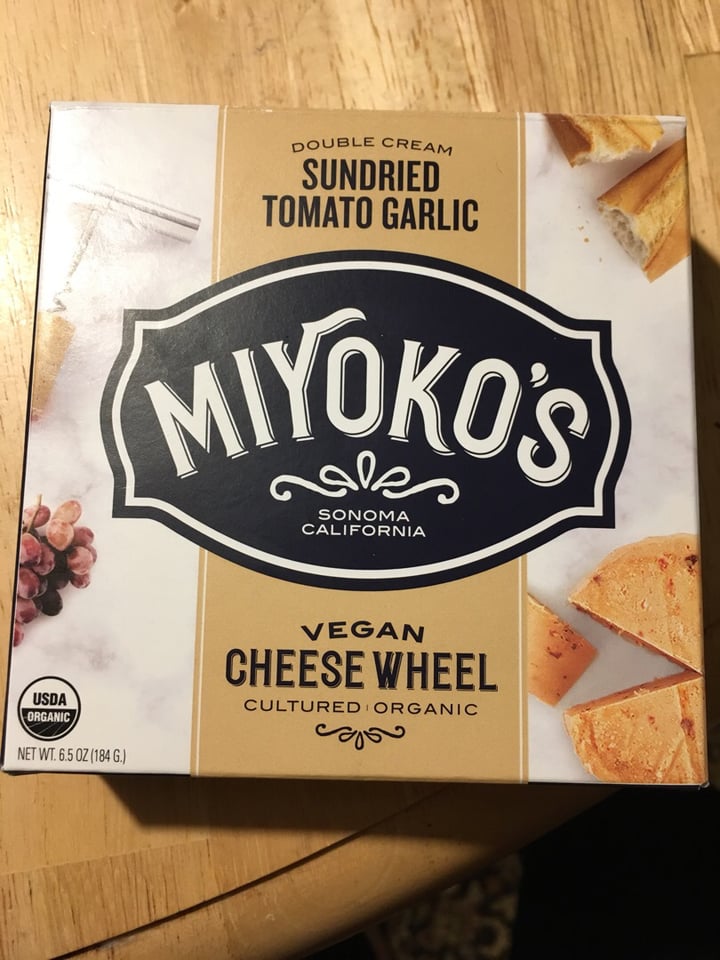 DOUBLE CREAM
SUNDRIED
TOMATO GARLIC
MIYOKO'S
SONOMA
CALIFORNIA
VEGAN
CHEESE WHEEL
CULTURED | ORGANIC
USDA
ORGANIC
NET WT. 6.5 OZ (184 G.)